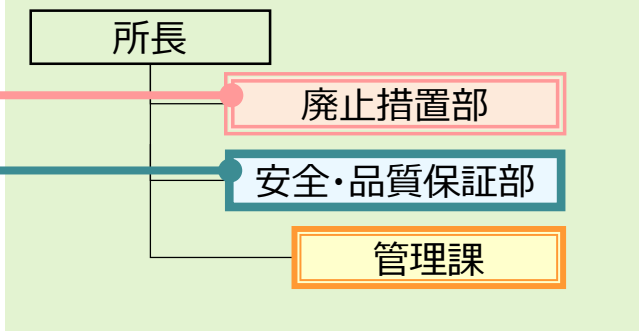 所長
廃止措置部
安全・品質保証部
管理課